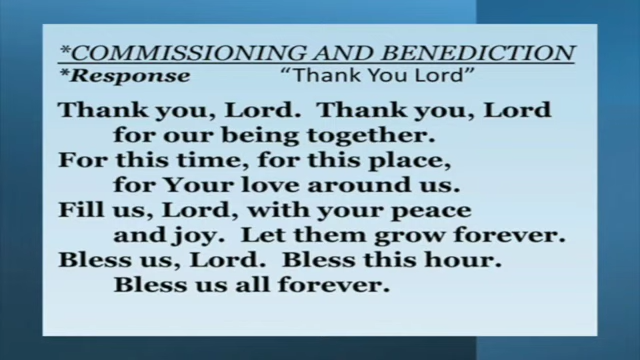 *COMMISSIONING AND BENEDICTION
*Response “Thank You Lord”
Thank you, Lord. Thank you, Lord
for our being together.
For this time, for this place,
for Your love around us.
Fill us, Lord, with your peace
and joy. Let them grow forever.
Bless us, Lord. Bless this hour.
Bless us all forever.